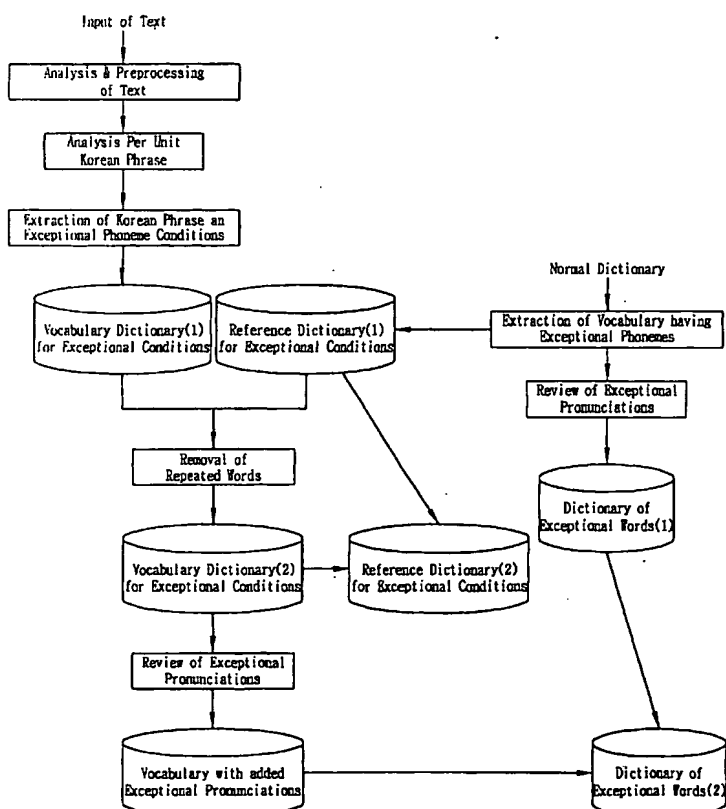 Input of Text
Analysis & Preprocessing
of Text
Analysis Per Unit
Korean Phrase
Extraction of Korean Phrase an
Exceptional Phoneme Conditions
Vocabulary Dictionary(1)
for Exceptional Conditions
Reference Dictionary(1)
for Exceptional Conditions
Normal Dictionary
Extraction of Vocabulary having
Exceptional Phonemes
Review of Exceptional
Pronunciations
Removal of
Repeated Words
Dictionary of
Exceptional Words(1)
Vocabulary Dictionary(2)
for Exceptional Conditions
Reference Dictionary(2)
for Exceptional Conditions
Review of Exceptional
Pronunciations
Vocabulary with added
Exceptional Pronunciations
Dictionary of
Exceptional Words(2)